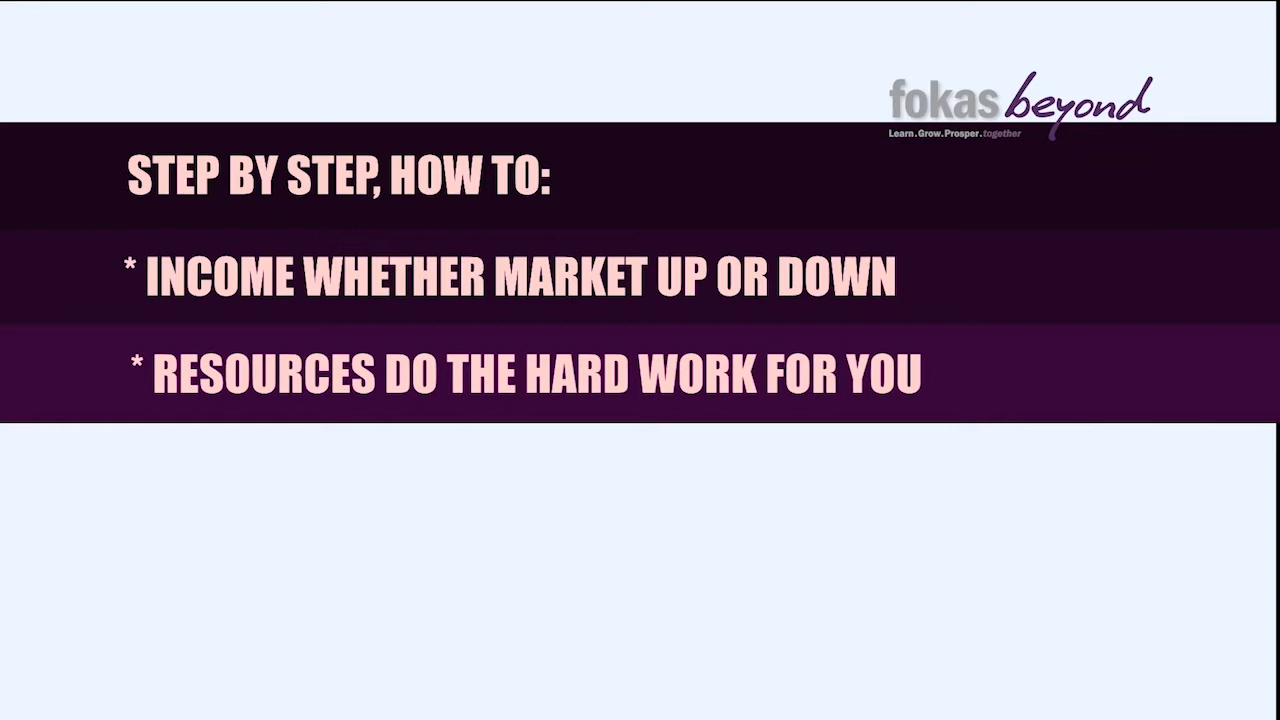 fokas beyond
Learn.Grow.Prosper.together
STEP BY STEP, HOW TO:
* INCOME WHETHER MARKET UP OR DOWN
* RESOURCES DO THE HARD WORK FOR YOU